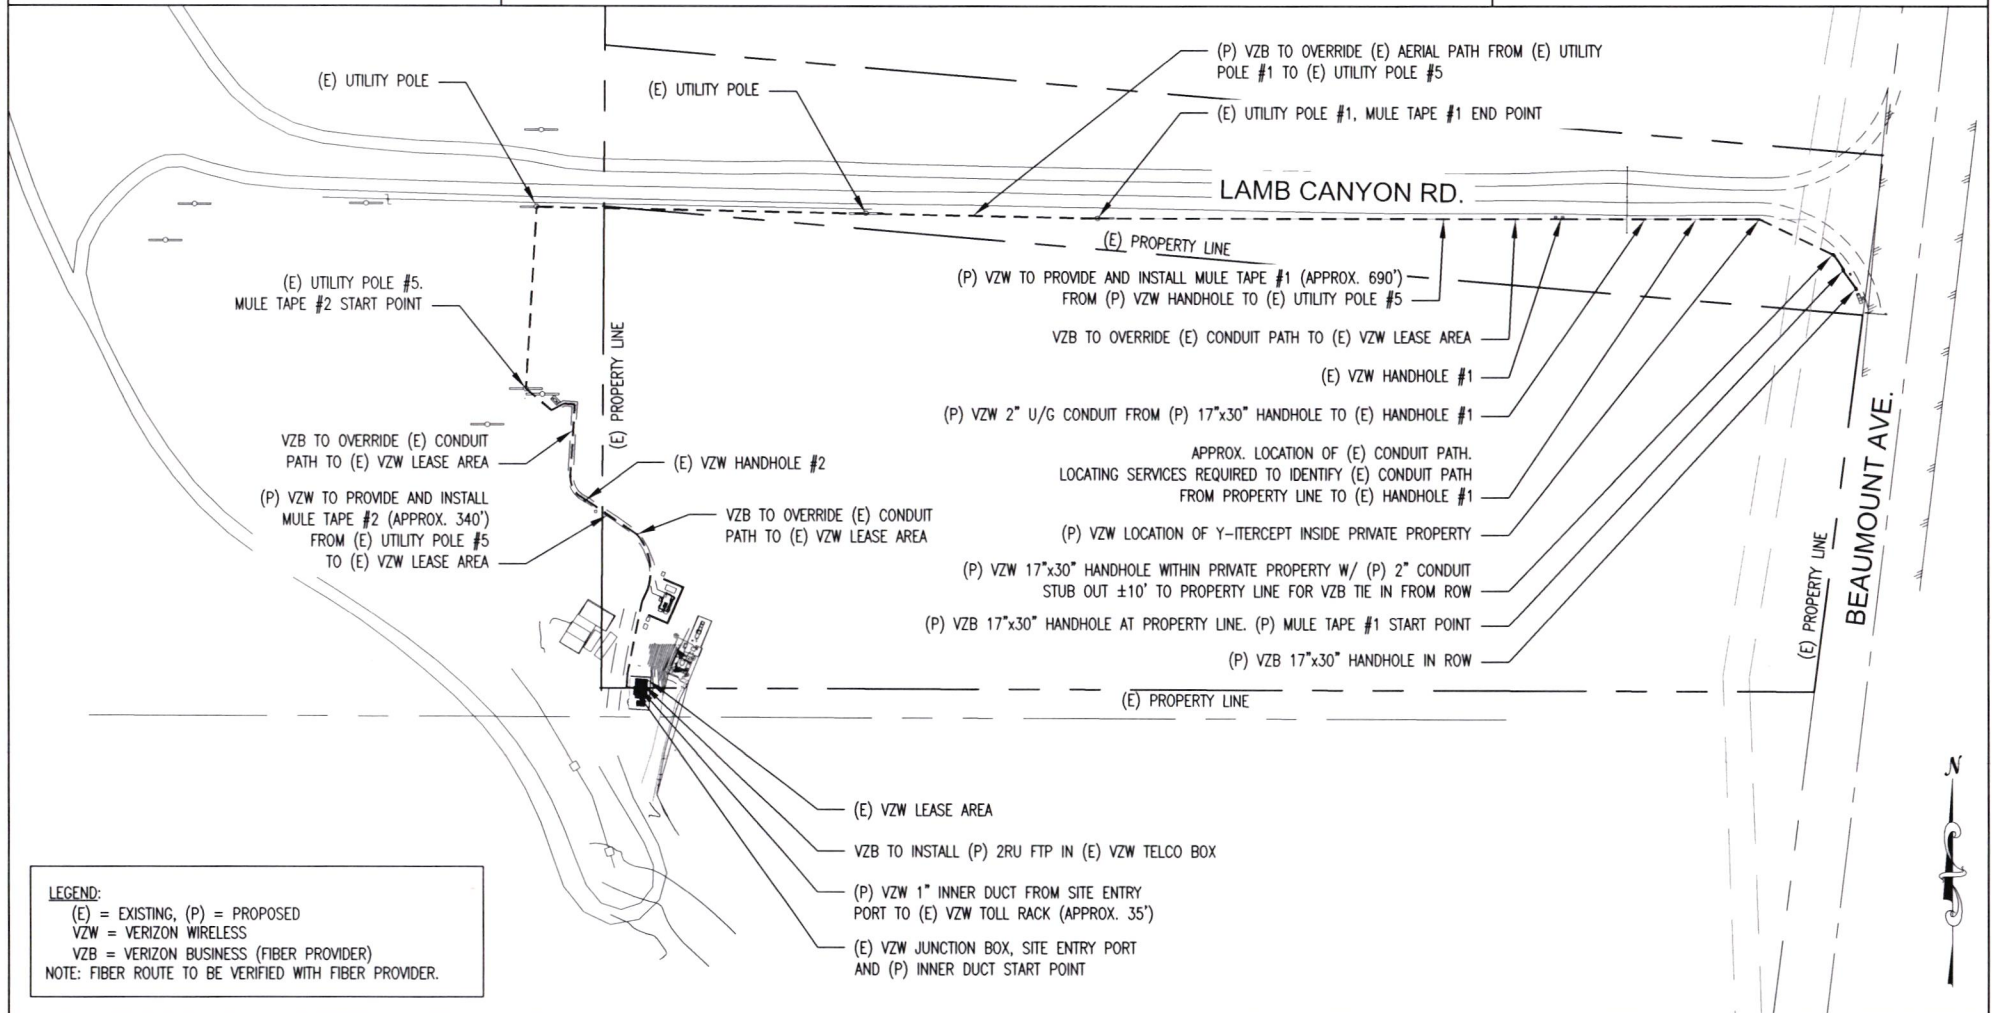 (P) VZB TO OVERRIDE (E) AERIAL PATH FROM (E) UTILITY
POLE #1 TO (E) UTILITY POLE #5
(E) UTILITY POLE
(E) UTILITY POLE
(E) UTILITY POLE #1, MULE TAPE #1 END POINT
LAMB CANYON RD.
(E) PROPERTY LINE
(P) VZW TO PROVIDE AND INSTALL MULE TAPE #1 (APPROX. 690')
FROM (P) VZW HANDHOLE TO (E) UTILITY POLE #5
(E) UTILITY POLE #5.
MULE TAPE #2 START POINT
(E) PROPERTY LINE
VZB TO OVERRIDE (E) CONDUIT PATH TO (E) VZW LEASE AREA
(E) VZW HANDHOLE #1
(P) VZW 2" U/G CONDUIT FROM (P) 17"x30" HANDHOLE TO (E) HANDHOLE #1
VZB TO OVERRIDE (E) CONDUIT
PATH TO (E) VZW LEASE AREA
(E) VZW HANDHOLE #2
APPROX. LOCATION OF (E) CONDUIT PATH.
LOCATING SERVICES REQUIRED TO IDENTIFY (E) CONDUIT PATH
FROM PROPERTY LINE TO (E) HANDHOLE #1
BEAUMOUNT AVE.
(P) VZW TO PROVIDE AND INSTALL
MULE TAPE #2 (APPROX. 340')
FROM (E) UTILITY POLE #5
TO (E) VZW LEASE AREA
VZB TO OVERRIDE (E) CONDUIT
PATH TO (E) VZW LEASE AREA
(P) VZW LOCATION OF Y-ITERCEPT INSIDE PRIVATE PROPERTY
(P) VZW 17"x30" HANDHOLE WITHIN PRIVATE PROPERTY W/ (P) 2" CONDUIT
STUB OUT ±10' TO PROPERTY LINE FOR VZB TIE IN FROM ROW
(E) PROPERTY LINE
(P) VZB 17"x30" HANDHOLE AT PROPERTY LINE. (P) MULE TAPE #1 START POINT
(P) VZB 17"x30" HANDHOLE IN ROW
(E) PROPERTY LINE
(E) VZW LEASE AREA
VZB TO INSTALL (P) 2RU FTP IN (E) VZW TELCO BOX
(P) VZW 1" INNER DUCT FROM SITE ENTRY
PORT TO (E) VZW TOLL RACK (APPROX. 35')
(E) VZW JUNCTION BOX, SITE ENTRY PORT
AND (P) INNER DUCT START POINT
N
LEGEND:
(E) = EXISTING, (P) = PROPOSED
VZW = VERIZON WIRELESS
VZB = VERIZON BUSINESS (FIBER PROVIDER)
NOTE: FIBER ROUTE TO BE VERIFIED WITH FIBER PROVIDER.